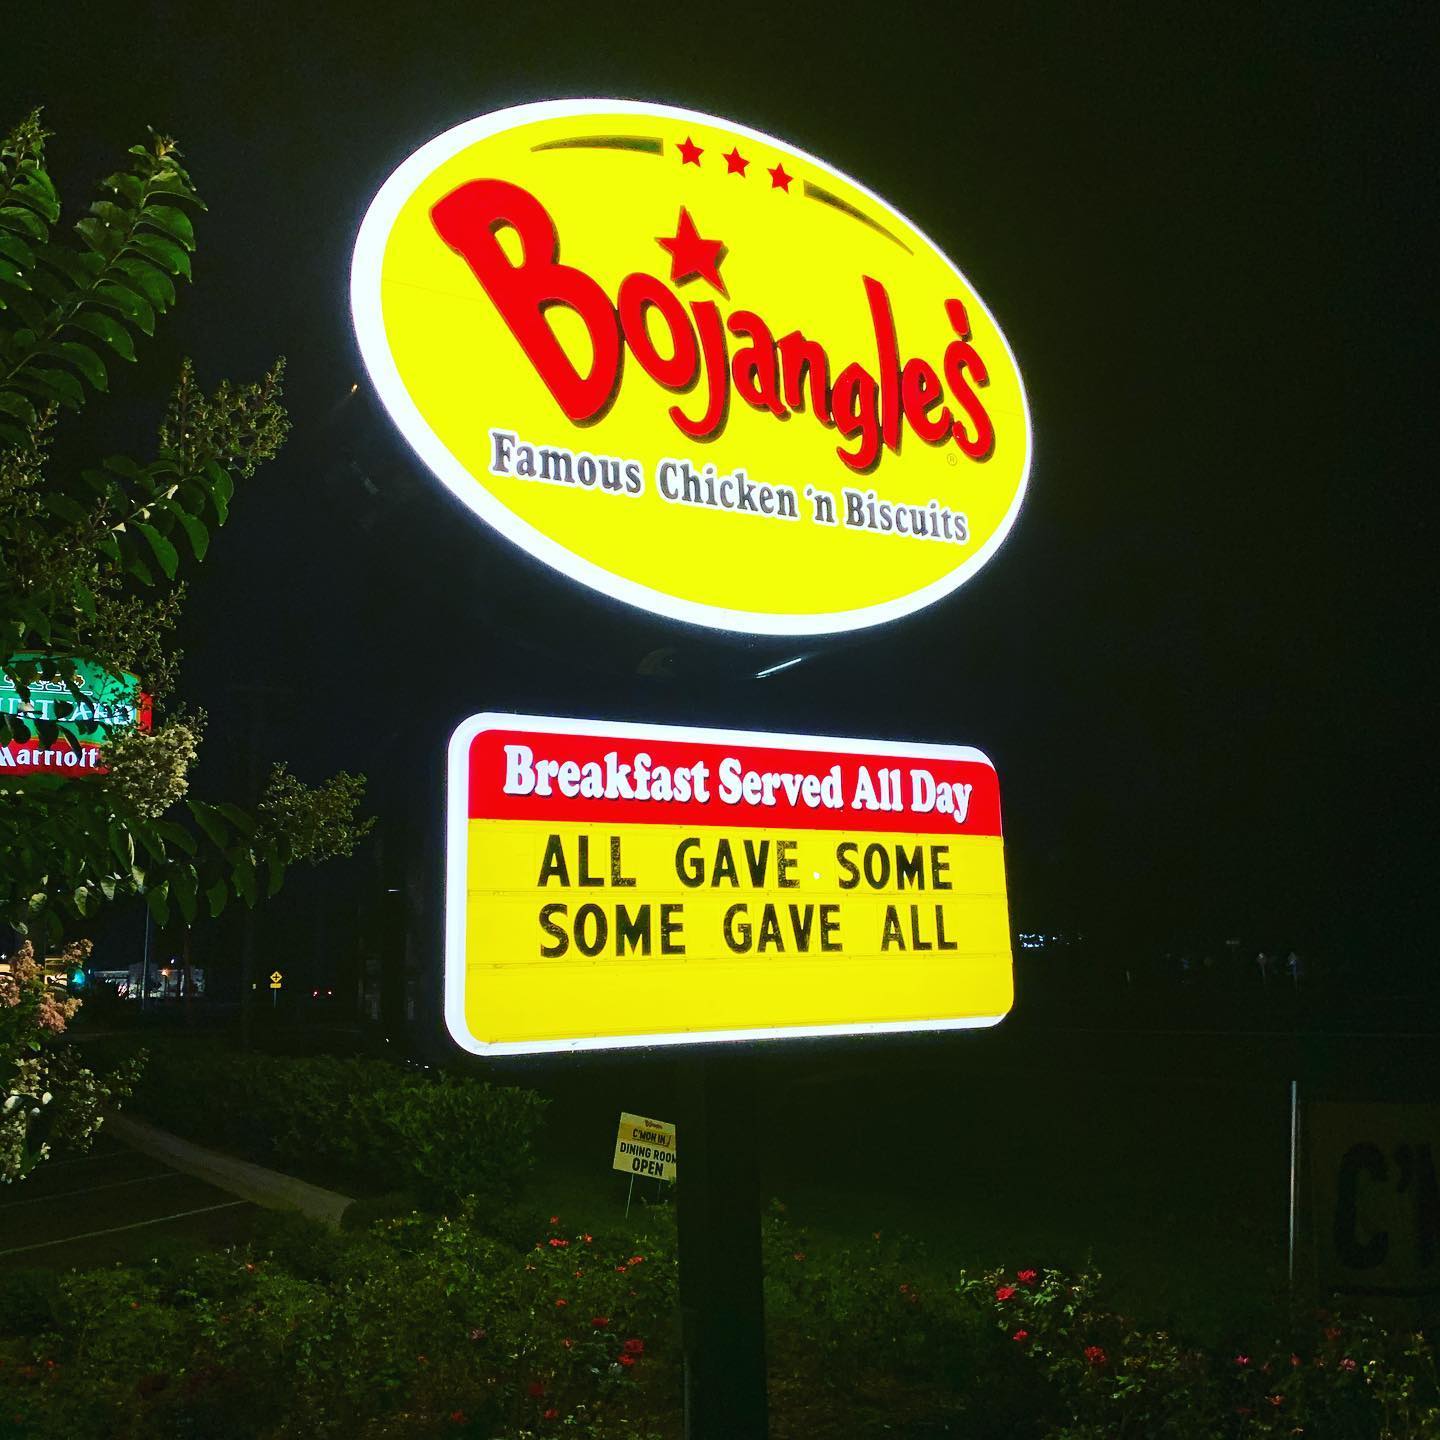 Bojangles'
®
Famous Chicken 'n Biscuits
Breakfast Served All Day
ALL GAVE SOME
SOME GAVE ALL
Marriott
C'MON IN!
DINING ROOM
OPEN